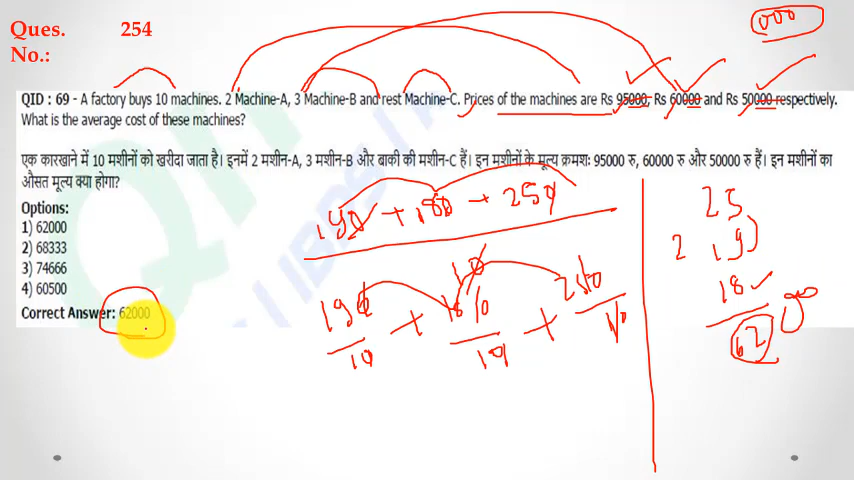 Ques. 254
No.:
000
QID : 69 - A factory buys 10 machines. 2 Machine-A, 3 Machine-B and rest Machine-C. Prices of the machines are Rs 95000, Rs 60000 and Rs 50000 respectively.
What is the average cost of these machines?
एक कारखाने में 10 मशीनों को खरीदा जाता है। इनमें 2 मशीन-A, 3 मशीन-B और बाकी की मशीन-C हैं। इन मशीनों के मूल्य क्रमशः 95000 रु, 60000 रु और 50000 रु हैं। इन मशीनों का
औसत मूल्य क्या होगा?
Options:
1) 62000
2) 68333
3) 74666
4) 60500
Correct Answer: 62000
190 + 180 + 250
10
190 + 180 + 250
10 10 10
25
2 19
18
62 000